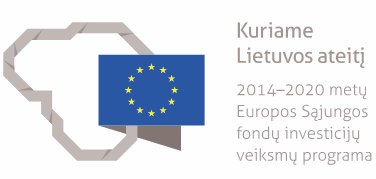 Kuriame
Lietuvos ateitį
2014–2020 metų
Europos Sąjungos
fondų investicijų
veiksmų programa